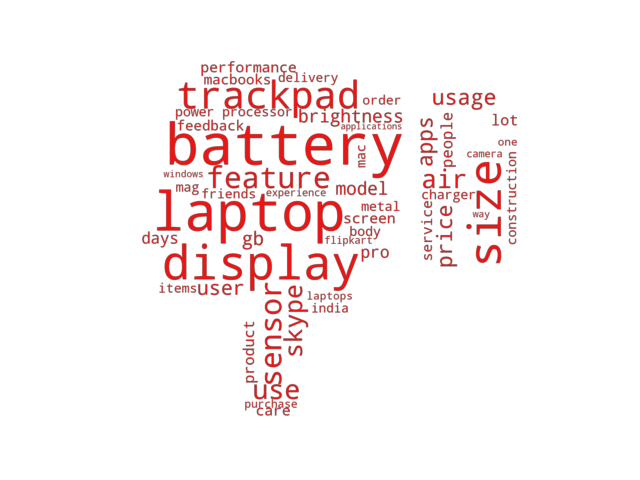 performance
macbooks delivery
trackpad
order
usage
power processor
brightness
lot
feedback
applications
battery
mac
apps
people
one
camera
windows
feature
mag
friends
experience
model
air
charger
size
construction
laptop
metal
screen
way
service
price
days
gb
body
flipkart
display
pro
items
user
laptops
india
sensor
skype
product
use
purchase
care